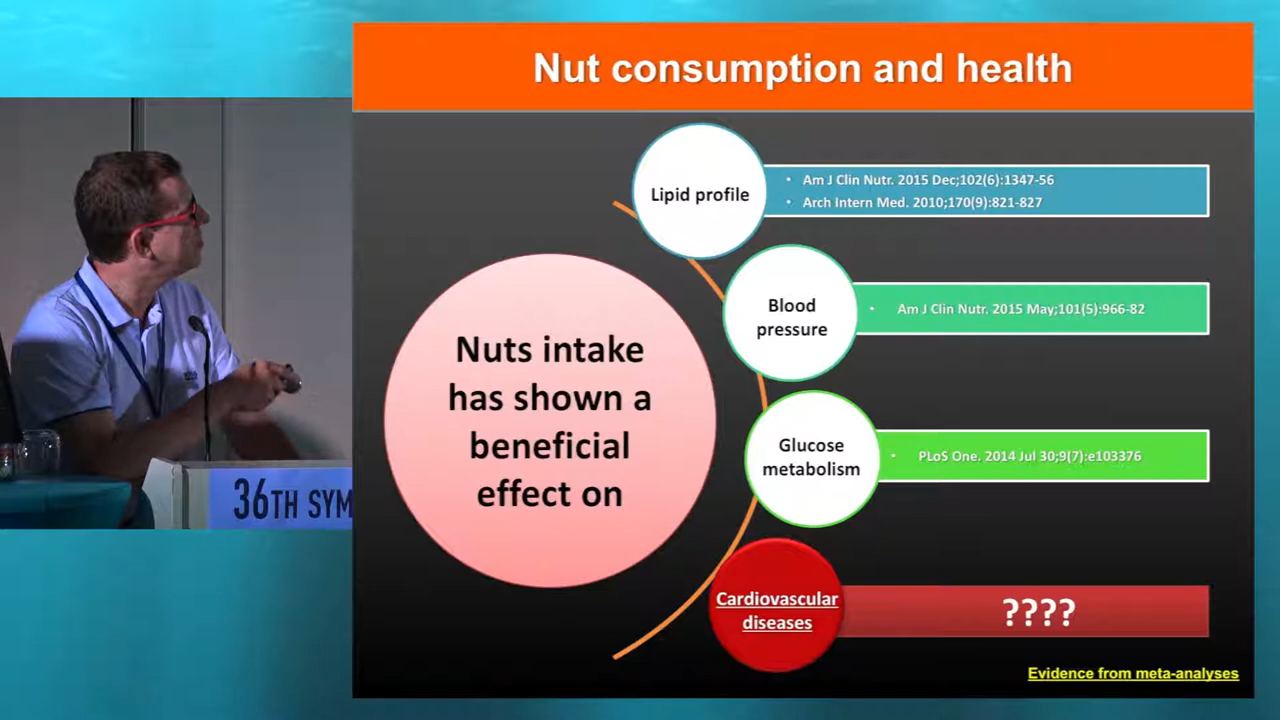 Nut consumption and health
Lipid profile
• Am J Clin Nutr. 2015 Dec;102(6):1347-56
• Arch Intern Med. 2010;170(9):821-827
Blood
pressure
• Am J Clin Nutr. 2015 May;101(5):966-82
Nuts intake
has shown a
beneficial
effect on
Glucose
metabolism
• PLoS One. 2014 Jul 30;9(7):e103376
Cardiovascular
diseases
????
Evidence from meta-analyses
36TH SYM